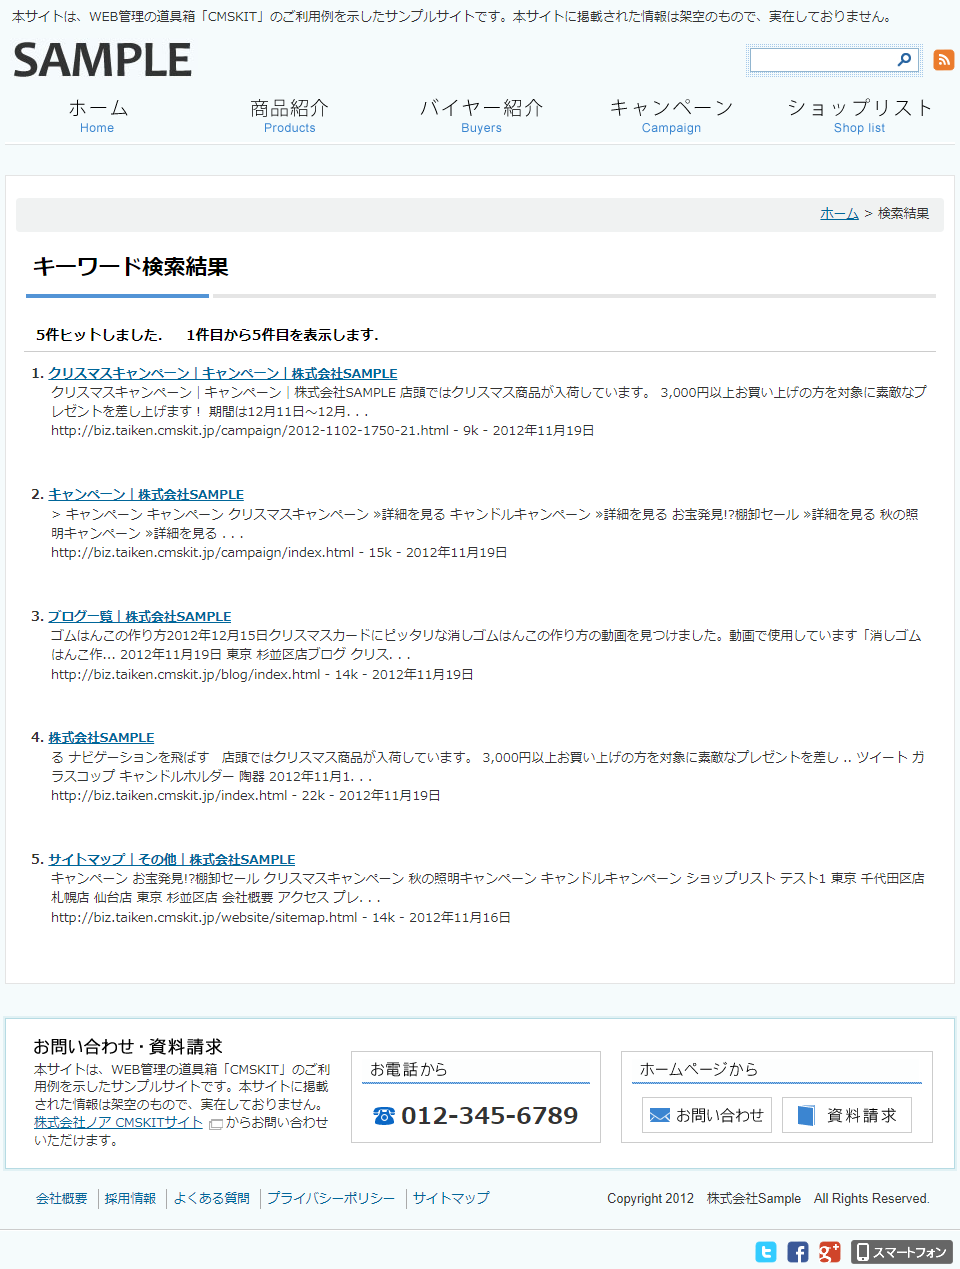 本サイトは、WEB管理の道具箱「CMSKIT」のご利用例を示したサンプルサイトです。本サイトに掲載された情報は架空のもので、実在しておりません。
SAMPLE
ホーム 商品紹介 バイヤー紹介 キャンペーン ショップリスト
Home Products Buyers Campaign Shop list
ホーム > 検索結果
キーワード検索結果
5件ヒットしました. 1件目から5件目を表示します.
1. クリスマスキャンペーン｜キャンペーン｜株式会社SAMPLE
クリスマスキャンペーン｜キャンペーン｜株式会社SAMPLE 店頭ではクリスマス商品が入荷しています。 3,000円以上お買い上げの方を対象に素敵なプ
レゼントを差し上げます！ 期間は12月11日～12月. . .
http://biz.taiken.cmskit.jp/campaign/2012-1102-1750-21.html - 9k - 2012年11月19日
2. キャンペーン｜株式会社SAMPLE
> キャンペーン キャンペーン クリスマスキャンペーン »詳細を見る キャンドルキャンペーン »詳細を見る お宝発見!?棚卸セール »詳細を見る 秋の照
明キャンペーン »詳細を見る . . .
http://biz.taiken.cmskit.jp/campaign/index.html - 15k - 2012年11月19日
3. ブログ一覧｜株式会社SAMPLE
ゴムはんこの作り方2012年12月15日クリスマスカードにピッタリな消しゴムはんこの作り方の動画を見つけました。動画で使用しています「消しゴム
はんこ作... 2012年11月19日 東京 杉並区店ブログ クリス. . .
http://biz.taiken.cmskit.jp/blog/index.html - 14k - 2012年11月19日
4. 株式会社SAMPLE
る ナビゲーションを飛ばす　店頭ではクリスマス商品が入荷しています。 3,000円以上お買い上げの方を対象に素敵なプレゼントを差し .. ツイート ガ
ラスコップ キャンドルホルダー 陶器 2012年11月1. . .
http://biz.taiken.cmskit.jp/index.html - 22k - 2012年11月19日
5. サイトマップ｜その他｜株式会社SAMPLE
キャンペーン お宝発見!?棚卸セール クリスマスキャンペーン 秋の照明キャンペーン キャンドルキャンペーン ショップリスト テスト1 東京 千代田区店
札幌店 仙台店 東京 杉並区店 会社概要 アクセス プレ. . .
http://biz.taiken.cmskit.jp/website/sitemap.html - 14k - 2012年11月16日
お問い合わせ・資料請求
本サイトは、WEB管理の道具箱「CMSKIT」のご利
用例を示したサンプルサイトです。本サイトに掲載
された情報は架空のもので、実在しておりません。
株式会社ノア CMSKITサイト からお問い合わせ
いただけます。
お電話から
012-345-6789
ホームページから
お問い合わせ 資料請求
会社概要 採用情報 よくある質問 プライバシーポリシー サイトマップ Copyright 2012　株式会社Sample　All Rights Reserved.
スマートフォン